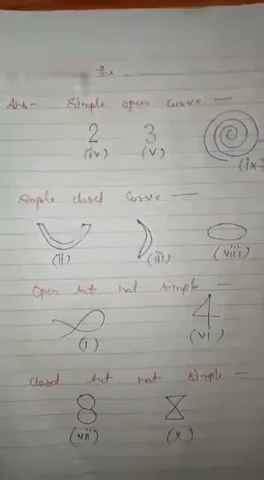 The
Ans - Simple open curve —
2 3
(iv) (v) (ix)
Simple closed curve —
(ii) (iii) (viii)
Open but not simple —
4
(i) (vi)
closed but not simple —
8
(vii) (x)